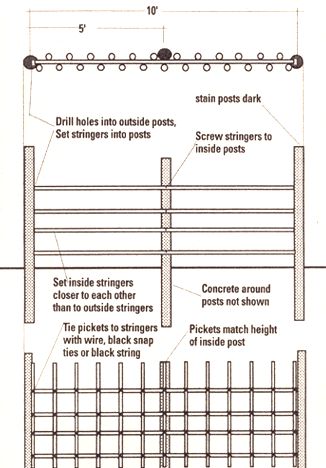 10'
5'
stain posts dark
Drill holes into outside posts,
Set stringers into posts
Screw stringers to
inside posts
Set inside stringers
closer to each other
than to outside stringers
Concrete around
posts not shown
Tie pickets to stringers
with wire, black snap
ties or black string
Pickets match height
of inside post